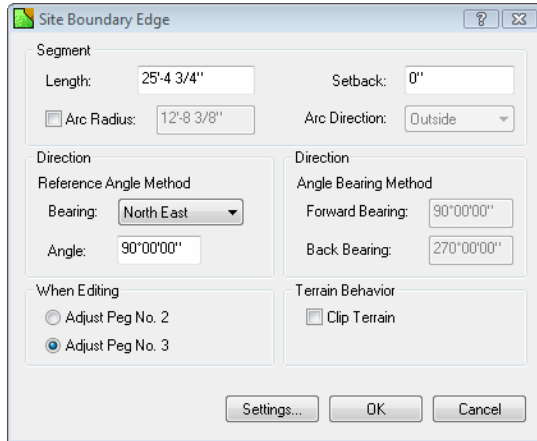 Site Boundary Edge
Segment
Length: 25'-4 3/4" Setback: 0"
Arc Radius: 12'-8 3/8" Arc Direction: Outside
Direction Direction
Reference Angle Method Angle Bearing Method
Bearing: North East Forward Bearing: 90°00'00"
Angle: 90°00'00" Back Bearing: 270°00'00"
When Editing Terrain Behavior
Adjust Peg No. 2 Clip Terrain
Adjust Peg No. 3
Settings... OK Cancel